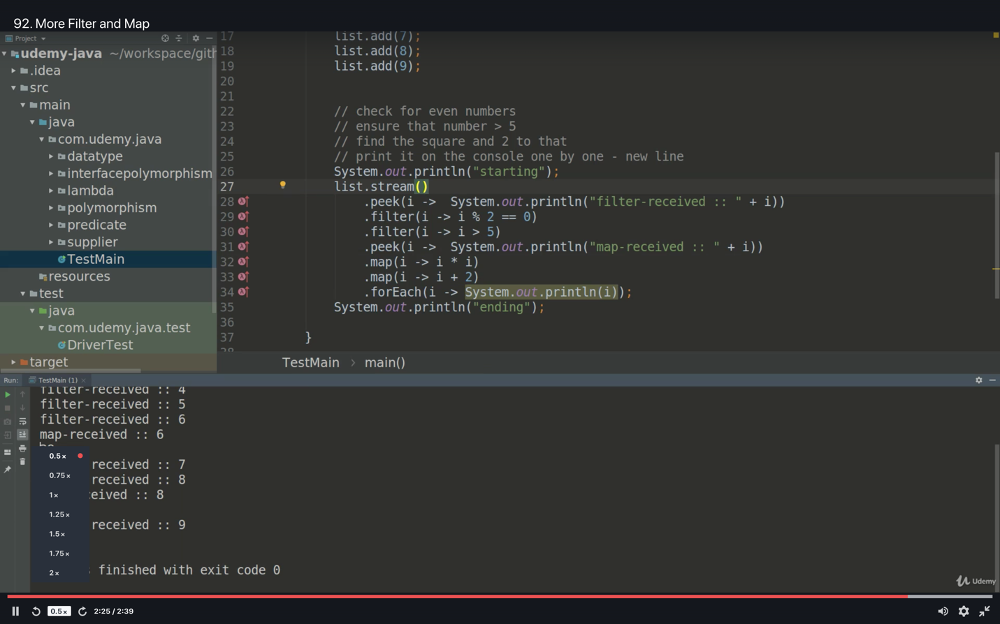 92. More Filter and Map
Project
udemy-java ~/workspace/gith
.idea
src
main
java
com.udemy.java
datatype
interfacepolymorphism
lambda
polymorphism
predicate
supplier
TestMain
resources
test
java
com.udemy.java.test
DriverTest
target
17 list.add(7);
18 list.add(8);
19 list.add(9);
20
21
22 // check for even numbers
23 // ensure that number > 5
24 // find the square and 2 to that
25 // print it on the console one by one - new line
26 System.out.println("starting");
27 list.stream()
28 .peek(i -> System.out.println("filter-received :: " + i))
29 .filter(i -> i % 2 == 0)
30 .filter(i -> i > 5)
31 .peek(i -> System.out.println("map-received :: " + i))
32 .map(i -> i * i)
33 .map(i -> i + 2)
34 .forEach(i -> System.out.println(i));
35 System.out.println("ending");
36
37 }
TestMain > main()
Run: TestMain (1)
filter-received :: 4
filter-received :: 5
filter-received :: 6
map-received :: 6
received :: 7
received :: 8
eived :: 8
received :: 9
finished with exit code 0
0.5×
0.75×
1×
1.25×
1.5×
1.75×
2×
Udemy
0.5× 2:25 / 2:39